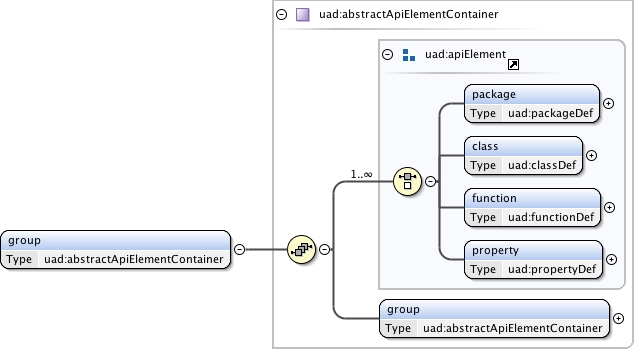 uad:abstractApiElementContainer
uad:apiElement
package
Type uad:packageDef
class
Type uad:classDef
1..∞
function
Type uad:functionDef
group
Type uad:abstractApiElementContainer
property
Type uad:propertyDef
group
Type uad:abstractApiElementContainer